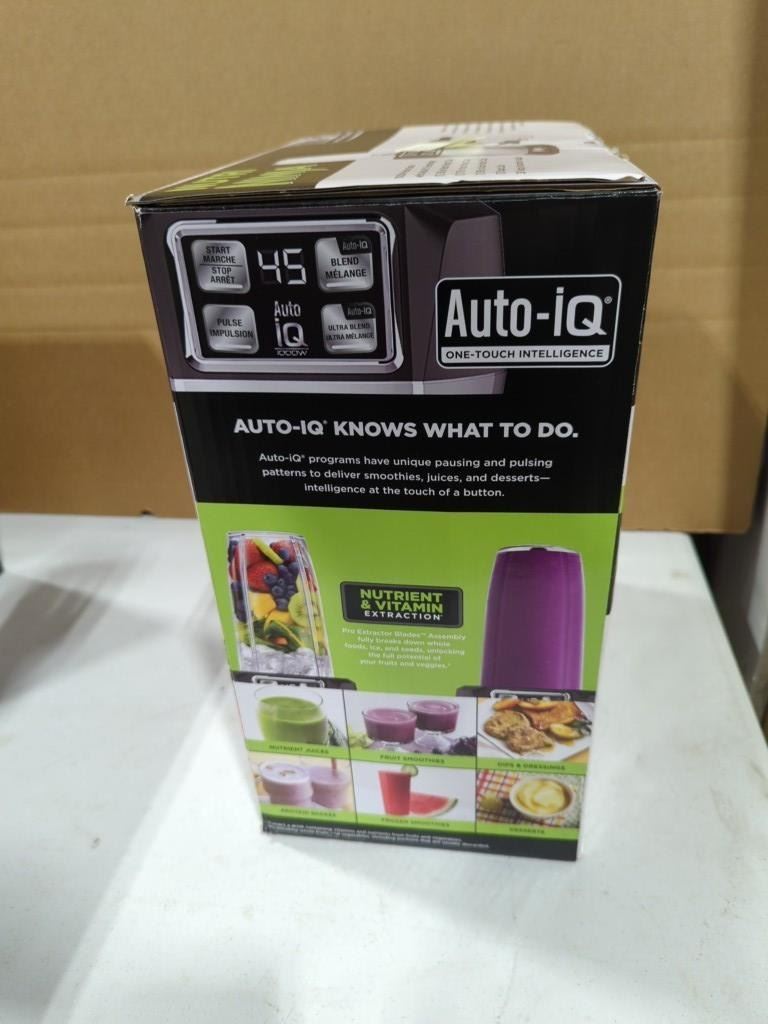 START
MARCHE
STOP
ARRÊT
45
Auto-iQ
BLEND
MÉLANGE
PULSE
IMPULSION
Auto
iQ
1000W
Auto-iQ
ULTRA BLEND
ULTRA MÉLANGE
Auto-iQ®
ONE-TOUCH INTELLIGENCE
AUTO-IQ® KNOWS WHAT TO DO.
Auto-iQ® programs have unique pausing and pulsing
patterns to deliver smoothies, juices, and desserts—
intelligence at the touch of a button.
NUTRIENT
& VITAMIN
EXTRACTION*
Pro Extractor Blades™ Assembly
fully breaks down whole
foods, ice, and seeds, unlocking
the full potential of
your fruits and veggies.*
NUTRIENT JUICES
FRUIT SMOOTHIES
DIPS & DRESSINGS
PROTEIN SHAKES
FROZEN SMOOTHIES
DESSERTS